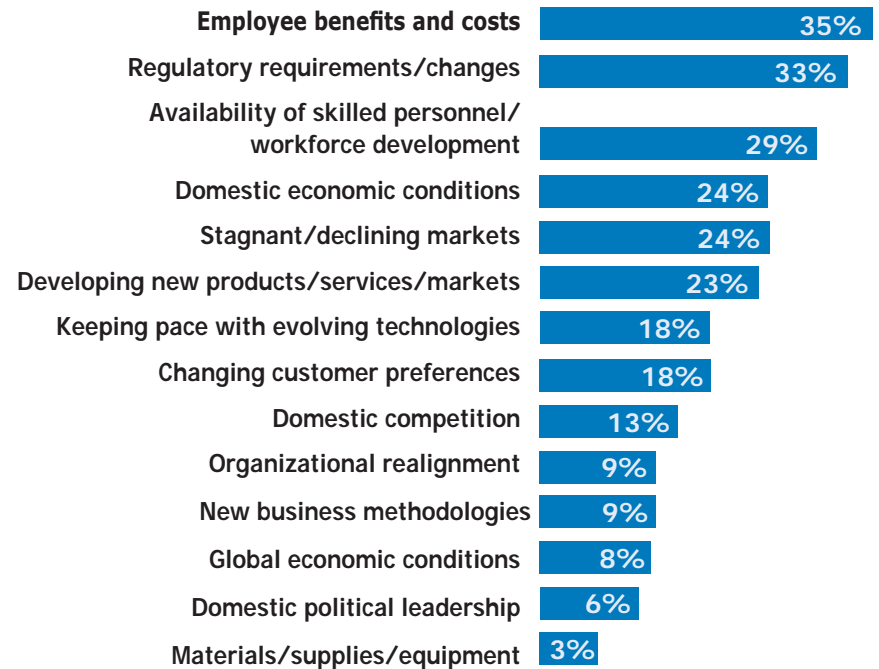 Employee benefits and costs 35%
Regulatory requirements/changes 33%
Availability of skilled personnel/
workforce development 29%
Domestic economic conditions 24%
Stagnant/declining markets 24%
Developing new products/services/markets 23%
Keeping pace with evolving technologies 18%
Changing customer preferences 18%
Domestic competition 13%
Organizational realignment 9%
New business methodologies 9%
Global economic conditions 8%
Domestic political leadership 6%
Materials/supplies/equipment 3%